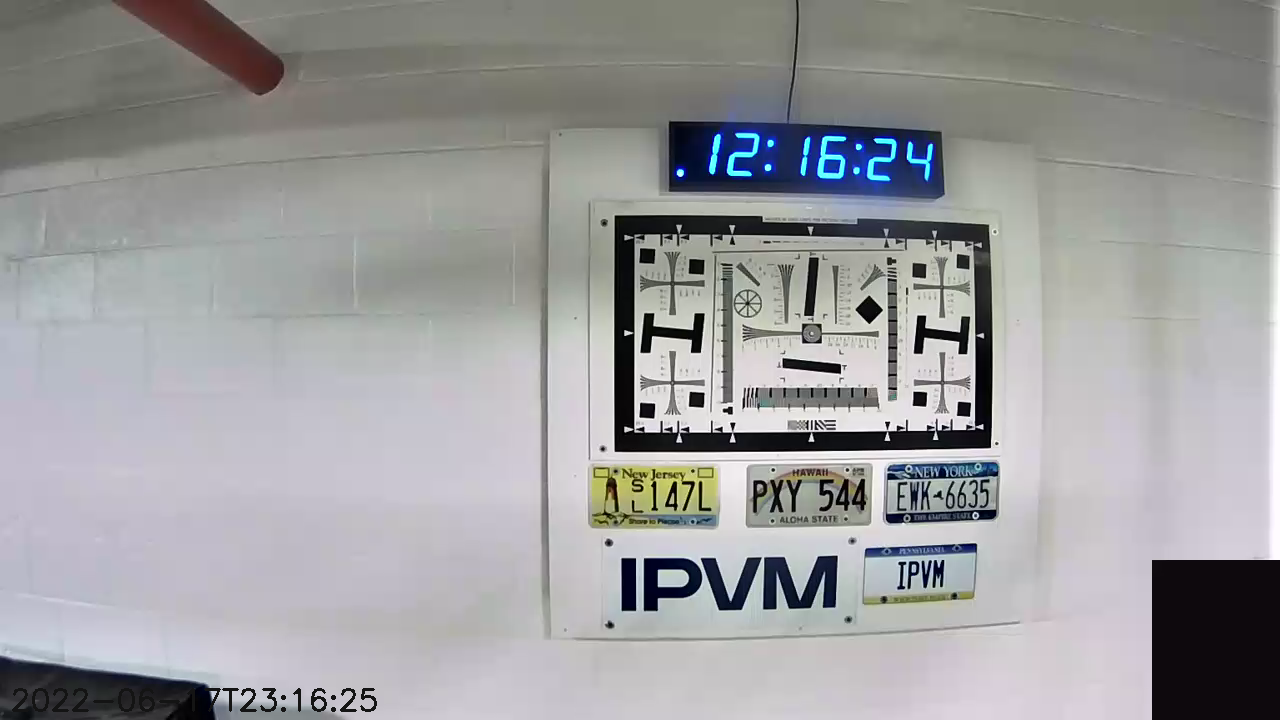 12:16:24
New Jersey
SL 147L
HAWAII
PXY 544
ALOHA STATE
NEW YORK
EWK 6635
THE EMPIRE STATE
IPVM
PENNSYLVANIA
IPVM
2022-06-17T23:16:25